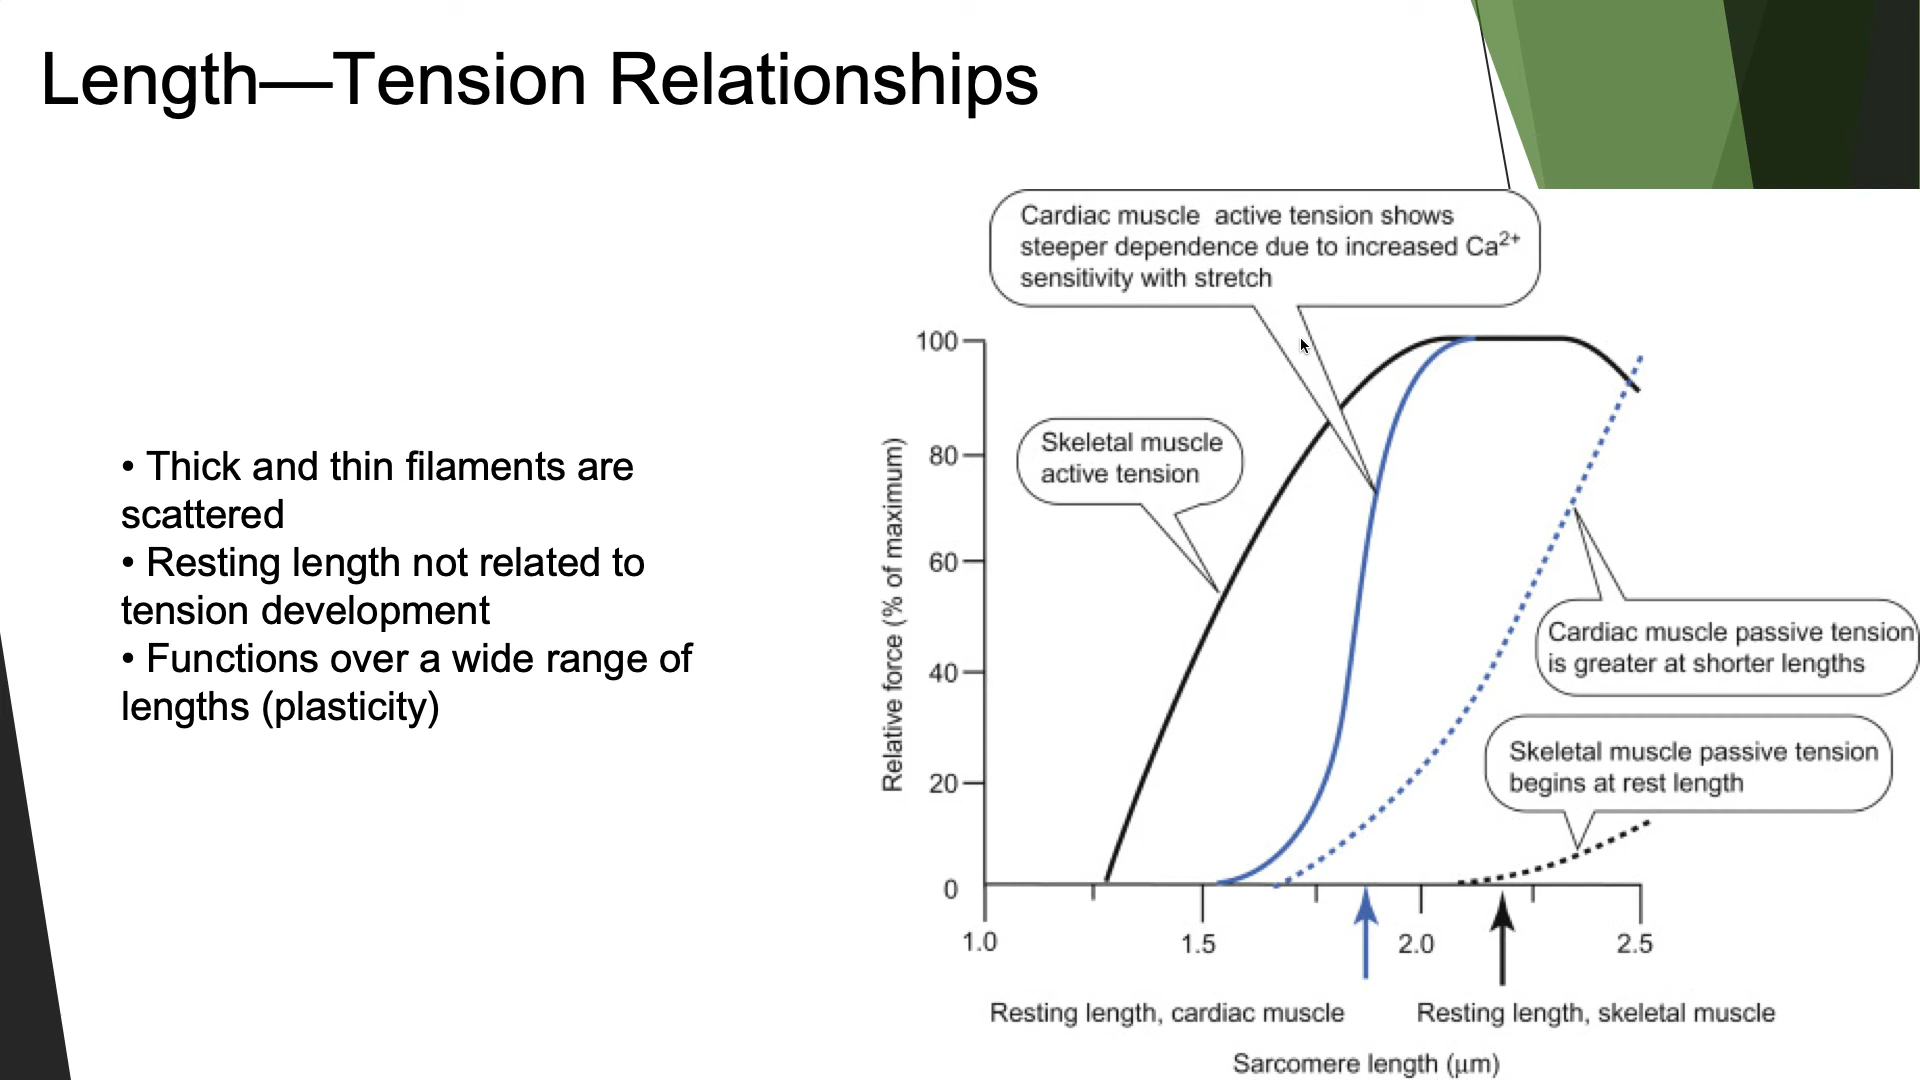 Length—Tension Relationships
• Thick and thin filaments are
scattered
• Resting length not related to
tension development
• Functions over a wide range of
lengths (plasticity)
Cardiac muscle active tension shows
steeper dependence due to increased Ca²⁺
sensitivity with stretch
Skeletal muscle
active tension
Cardiac muscle passive tension
is greater at shorter lengths
Skeletal muscle passive tension
begins at rest length
Relative force (% of maximum)
100
80
60
40
20
0
1.0 1.5 2.0 2.5
Resting length, cardiac muscle Resting length, skeletal muscle
Sarcomere length (μm)